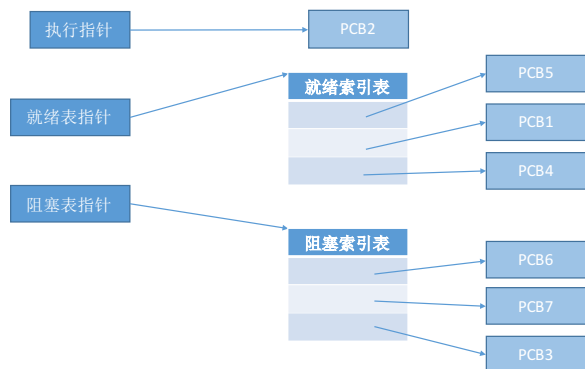 执行指针
PCB2
就绪索引表
PCB5
就绪表指针
PCB1
PCB4
阻塞表指针
阻塞索引表
PCB6
PCB7
PCB3